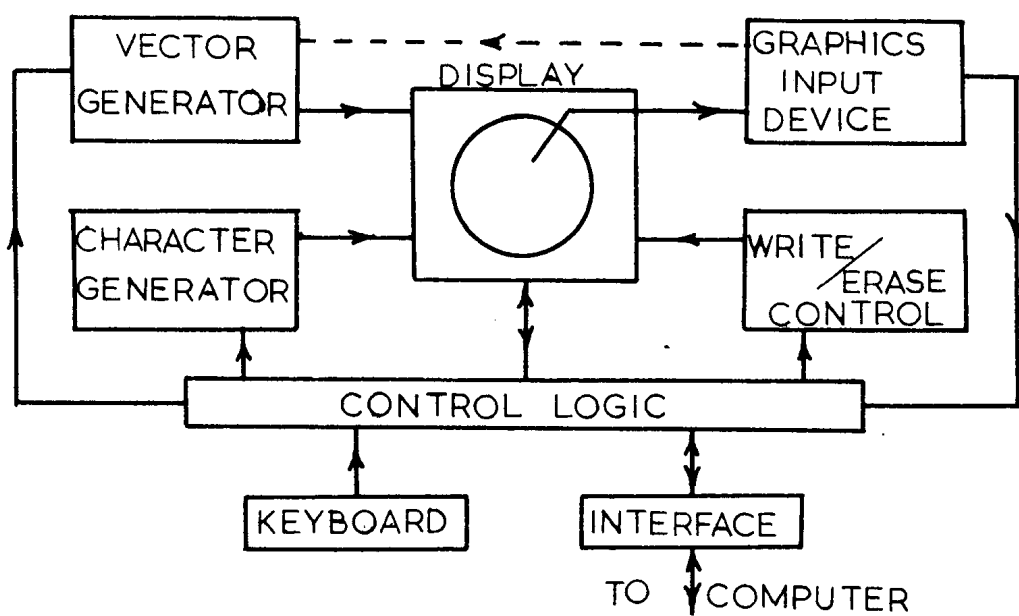 VECTOR
GENERATOR
DISPLAY
GRAPHICS
INPUT
DEVICE
CHARACTER
GENERATOR
WRITE/
ERASE
CONTROL
CONTROL LOGIC
KEYBOARD
INTERFACE
TO COMPUTER